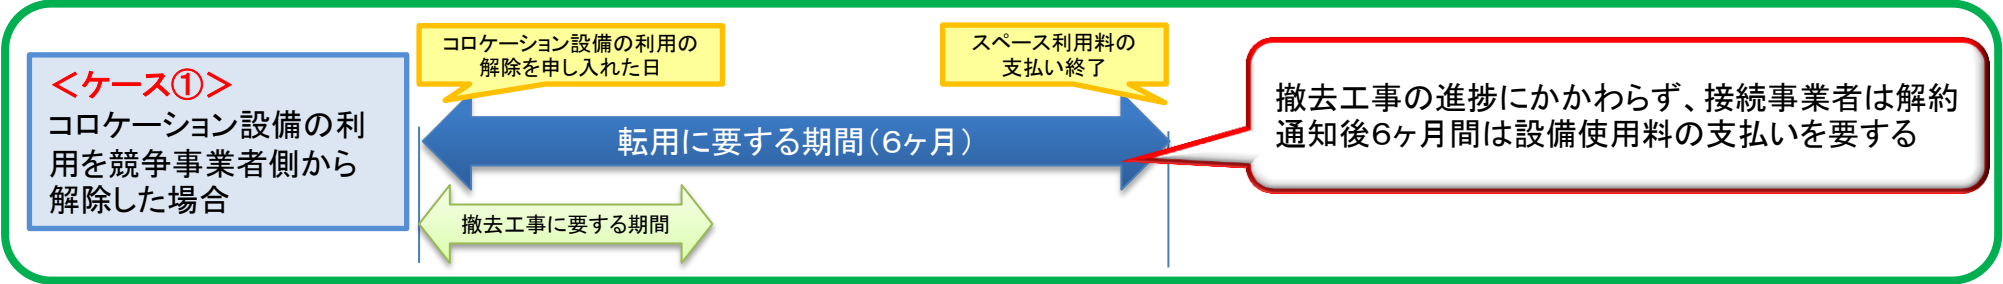 ＜ケース①＞
コロケーション設備の利
用を競争事業者側から
解除した場合
コロケーション設備の利用の
解除を申し入れた日
スペース利用料の
支払い終了
転用に要する期間（６ヶ月）
撤去工事に要する期間
撤去工事の進捗にかかわらず、接続事業者は解約
通知後６ヶ月間は設備使用料の支払いを要する